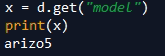 x = d.get("model")
print(x)
arizo5